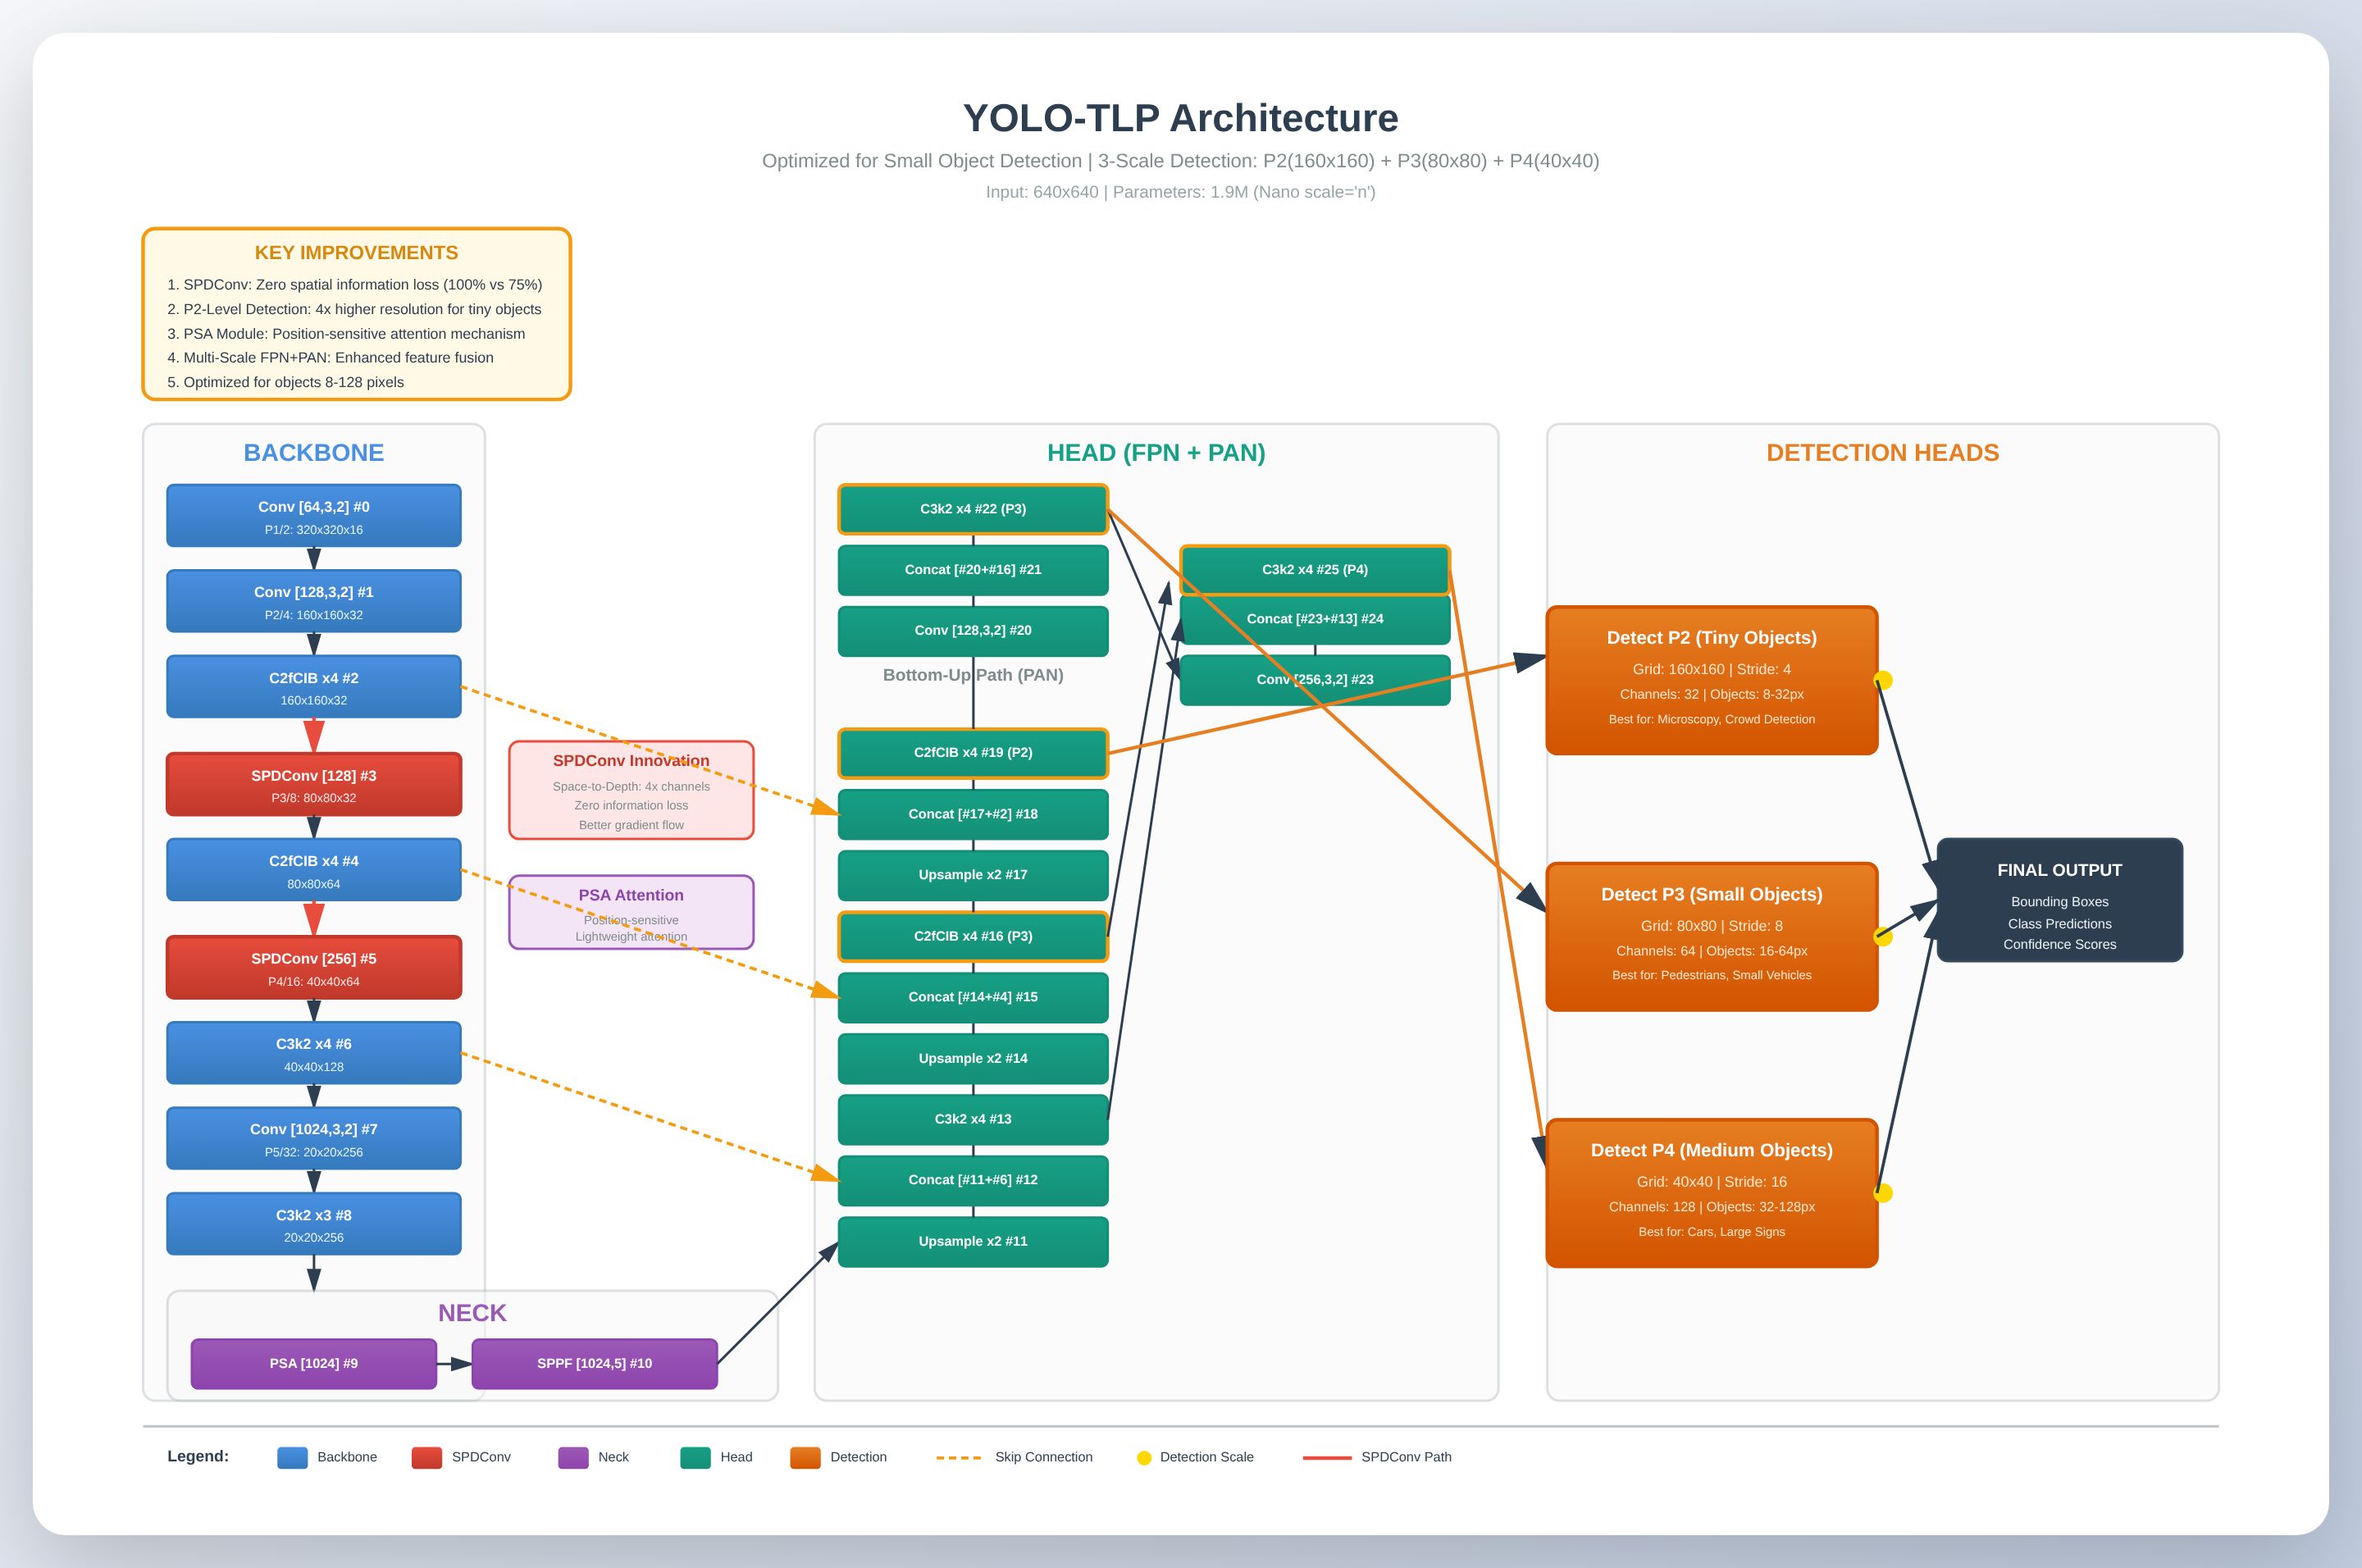 YOLO-TLP Architecture
Optimized for Small Object Detection | 3-Scale Detection: P2(160x160) + P3(80x80) + P4(40x40)
Input: 640x640 | Parameters: 1.9M (Nano scale='n')
KEY IMPROVEMENTS
1. SPDConv: Zero spatial information loss (100% vs 75%)
2. P2-Level Detection: 4x higher resolution for tiny objects
3. PSA Module: Position-sensitive attention mechanism
4. Multi-Scale FPN+PAN: Enhanced feature fusion
5. Optimized for objects 8-128 pixels
BACKBONE
Conv [64,3,2] #0
P1/2: 320x320x16
Conv [128,3,2] #1
P2/4: 160x160x32
C2fCIB x4 #2
160x160x32
SPDConv [128] #3
P3/8: 80x80x32
C2fCIB x4 #4
80x80x64
SPDConv [256] #5
P4/16: 40x40x64
C3k2 x4 #6
40x40x128
Conv [1024,3,2] #7
P5/32: 20x20x256
C3k2 x3 #8
20x20x256
NECK
PSA [1024] #9
SPPF [1024,5] #10
SPDConv Innovation
Space-to-Depth: 4x channels
Zero information loss
Better gradient flow
PSA Attention
Position-sensitive
Lightweight attention
HEAD (FPN + PAN)
C3k2 x4 #22 (P3)
Concat [#20+#16] #21
Conv [128,3,2] #20
Bottom-Up Path (PAN)
C2fCIB x4 #19 (P2)
Concat [#17+#2] #18
Upsample x2 #17
C2fCIB x4 #16 (P3)
Concat [#14+#4] #15
Upsample x2 #14
C3k2 x4 #13
Concat [#11+#6] #12
Upsample x2 #11
C3k2 x4 #25 (P4)
Concat [#23+#13] #24
Conv [256,3,2] #23
DETECTION HEADS
Detect P2 (Tiny Objects)
Grid: 160x160 | Stride: 4
Channels: 32 | Objects: 8-32px
Best for: Microscopy, Crowd Detection
Detect P3 (Small Objects)
Grid: 80x80 | Stride: 8
Channels: 64 | Objects: 16-64px
Best for: Pedestrians, Small Vehicles
Detect P4 (Medium Objects)
Grid: 40x40 | Stride: 16
Channels: 128 | Objects: 32-128px
Best for: Cars, Large Signs
FINAL OUTPUT
Bounding Boxes
Class Predictions
Confidence Scores
Legend:
Backbone
SPDConv
Neck
Head
Detection
Skip Connection
Detection Scale
SPDConv Path